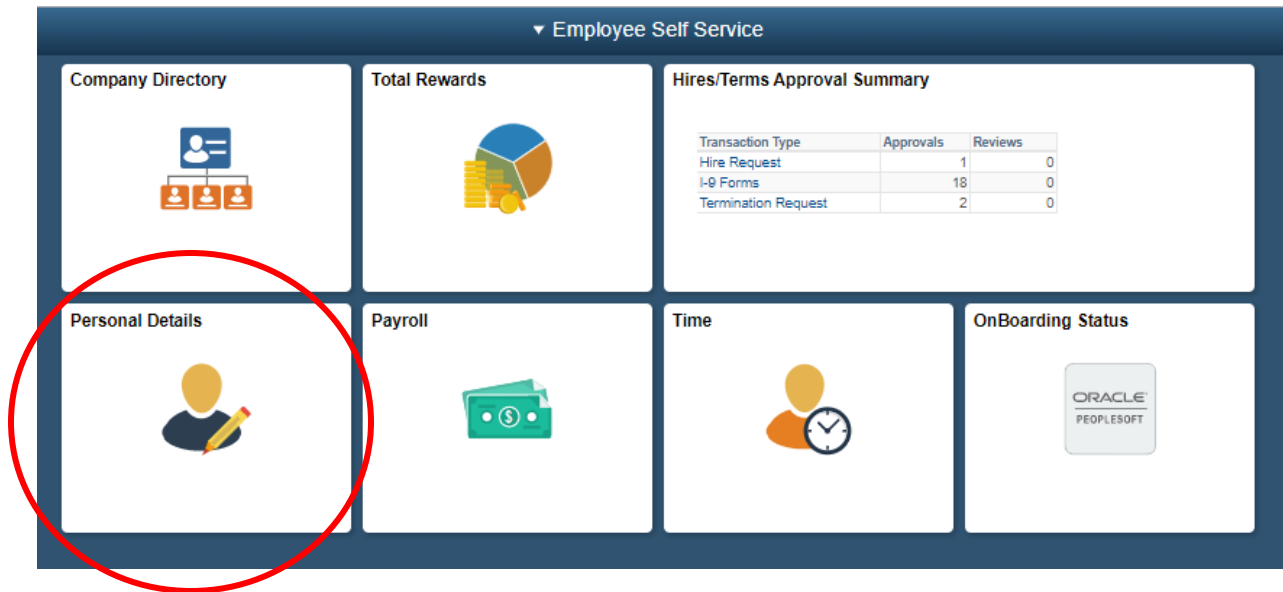 Employee Self Service
Company Directory
Total Rewards
Hires/Terms Approval Summary
Transaction Type Approvals Reviews
Hire Request 1 0
I-9 Forms 18 0
Termination Request 2 0
Personal Details
Payroll
$
Time
OnBoarding Status
ORACLE
PEOPLESOFT